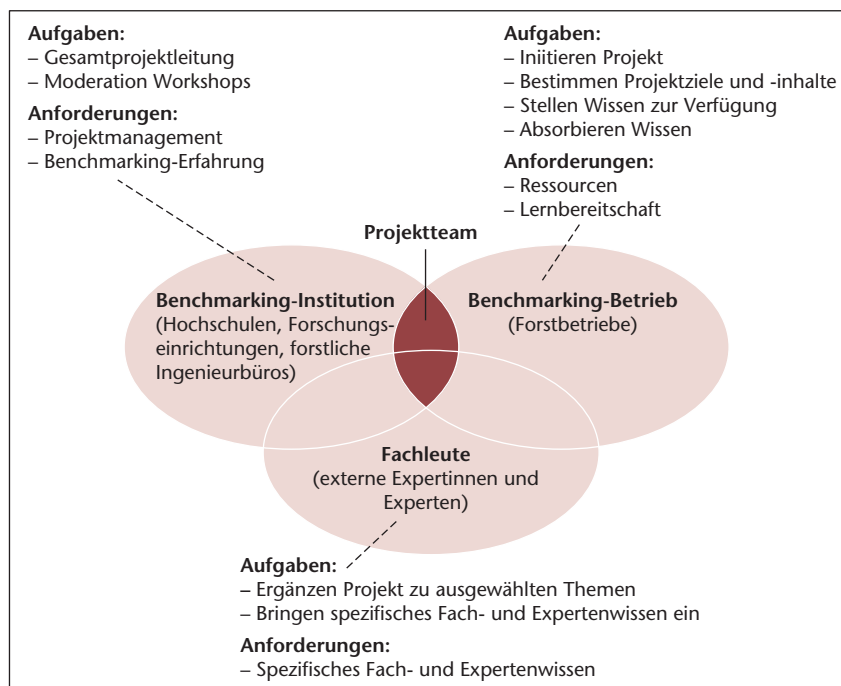 Aufgaben:
– Gesamtprojektleitung
– Moderation Workshops
Anforderungen:
– Projektmanagement
– Benchmarking-Erfahrung
Aufgaben:
– Iniitieren Projekt
– Bestimmen Projektziele und -inhalte
– Stellen Wissen zur Verfügung
– Absorbieren Wissen
Anforderungen:
– Ressourcen
– Lernbereitschaft
Projektteam
Benchmarking-Institution
(Hochschulen, Forschungs-
einrichtungen, forstliche
Ingenieurbüros)
Benchmarking-Betrieb
(Forstbetriebe)
Fachleute
(externe Expertinnen und
Experten)
Aufgaben:
– Ergänzen Projekt zu ausgewählten Themen
– Bringen spezifisches Fach- und Expertenwissen ein
Anforderungen:
– Spezifisches Fach- und Expertenwissen